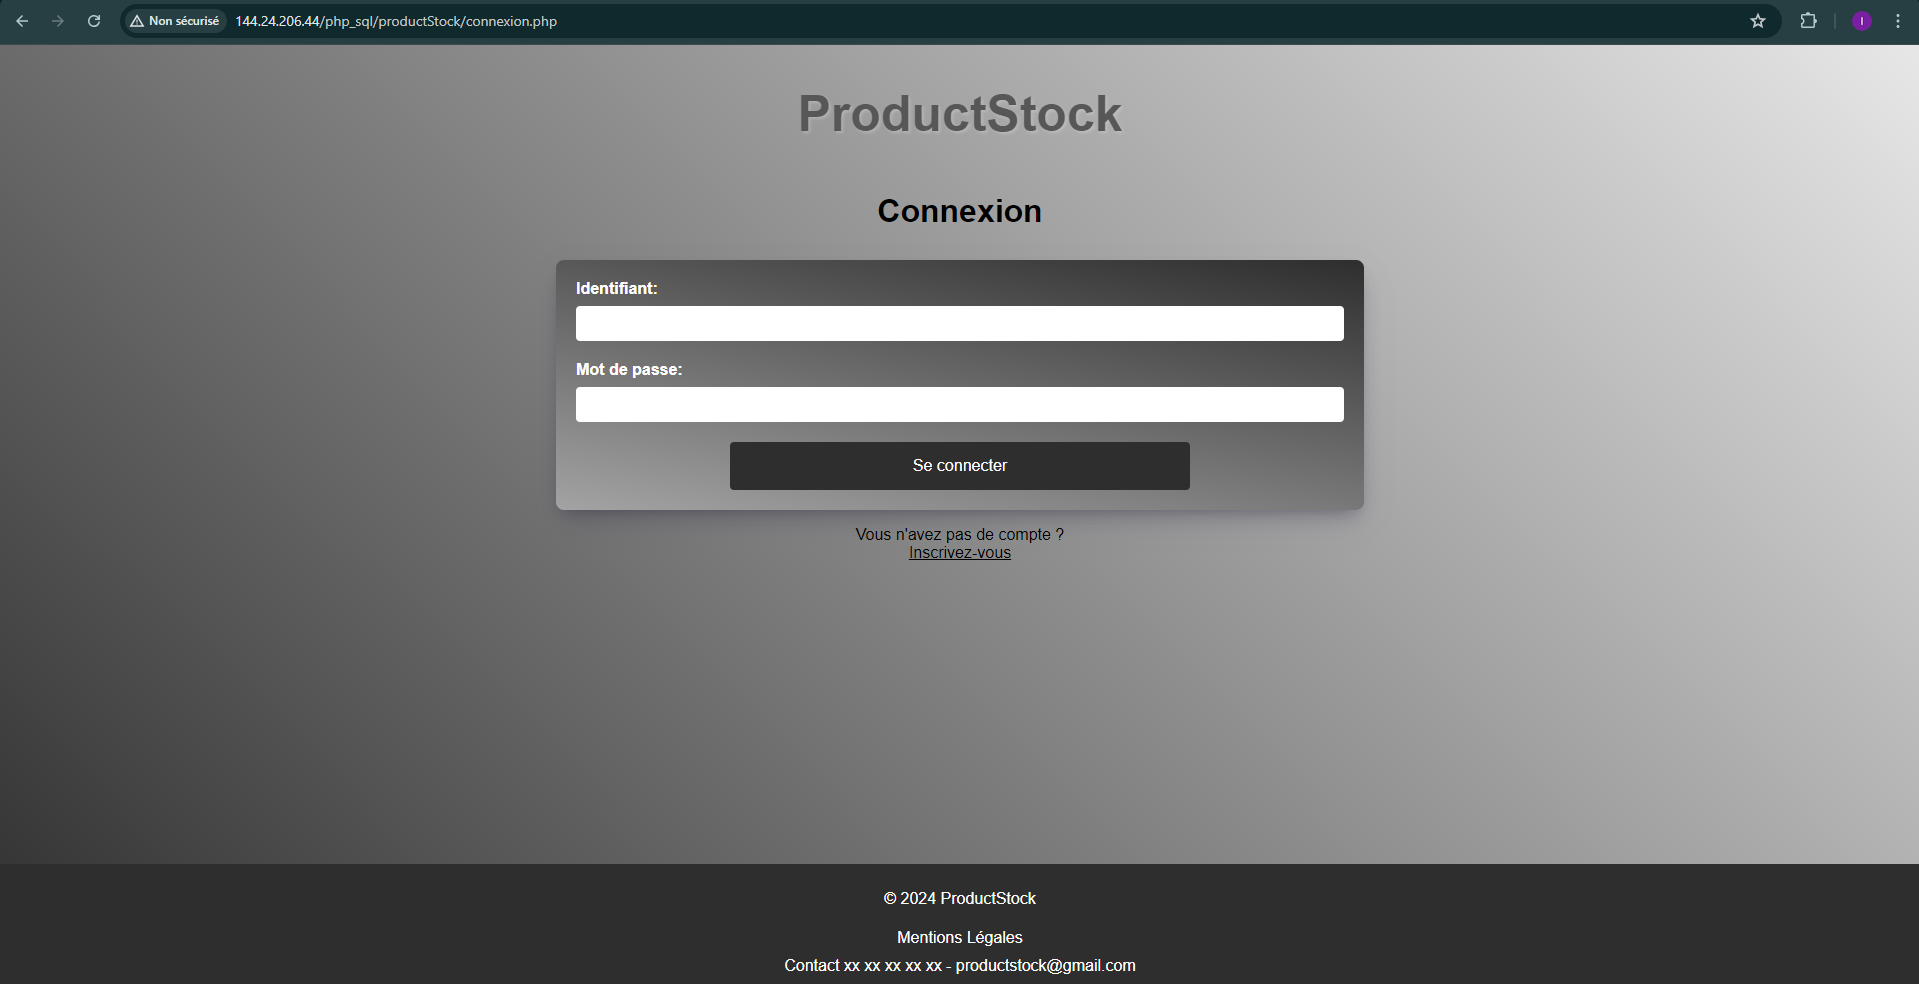 Non sécurisé 144.24.206.44/php_sql/productStock/connexion.php
I
ProductStock
Connexion
Identifiant:
Mot de passe:
Se connecter
Vous n'avez pas de compte ?
Inscrivez-vous
© 2024 ProductStock
Mentions Légales
Contact xx xx xx xx xx - productstock@gmail.com